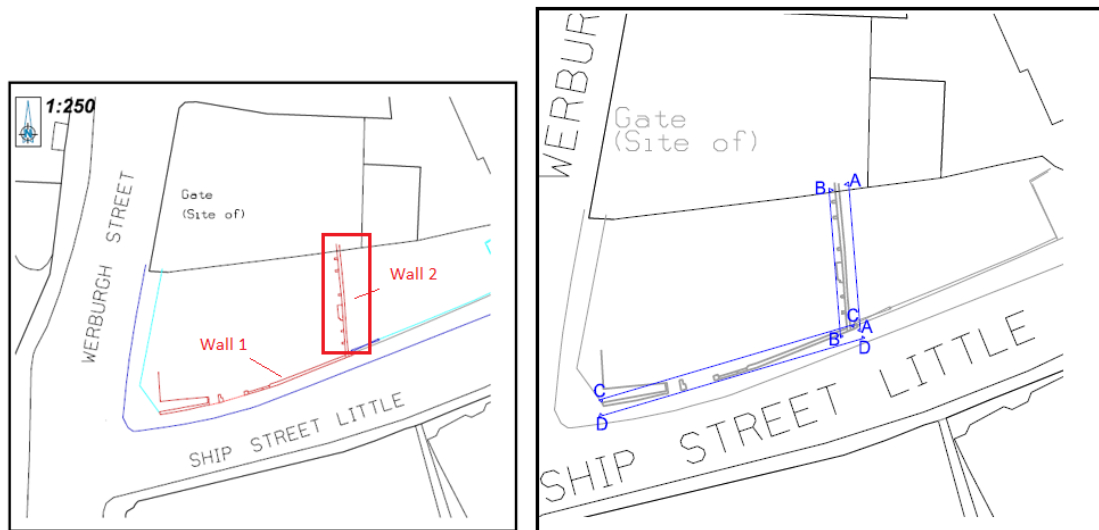 1:250
N
Gate
(Site of)
WERBURGH STREET
Wall 2
Wall 1
SHIP STREET LITTLE
WERBUR
Gate
(Site of)
B
A
C
A
B
D
C
D
SHIP STREET LITTLE